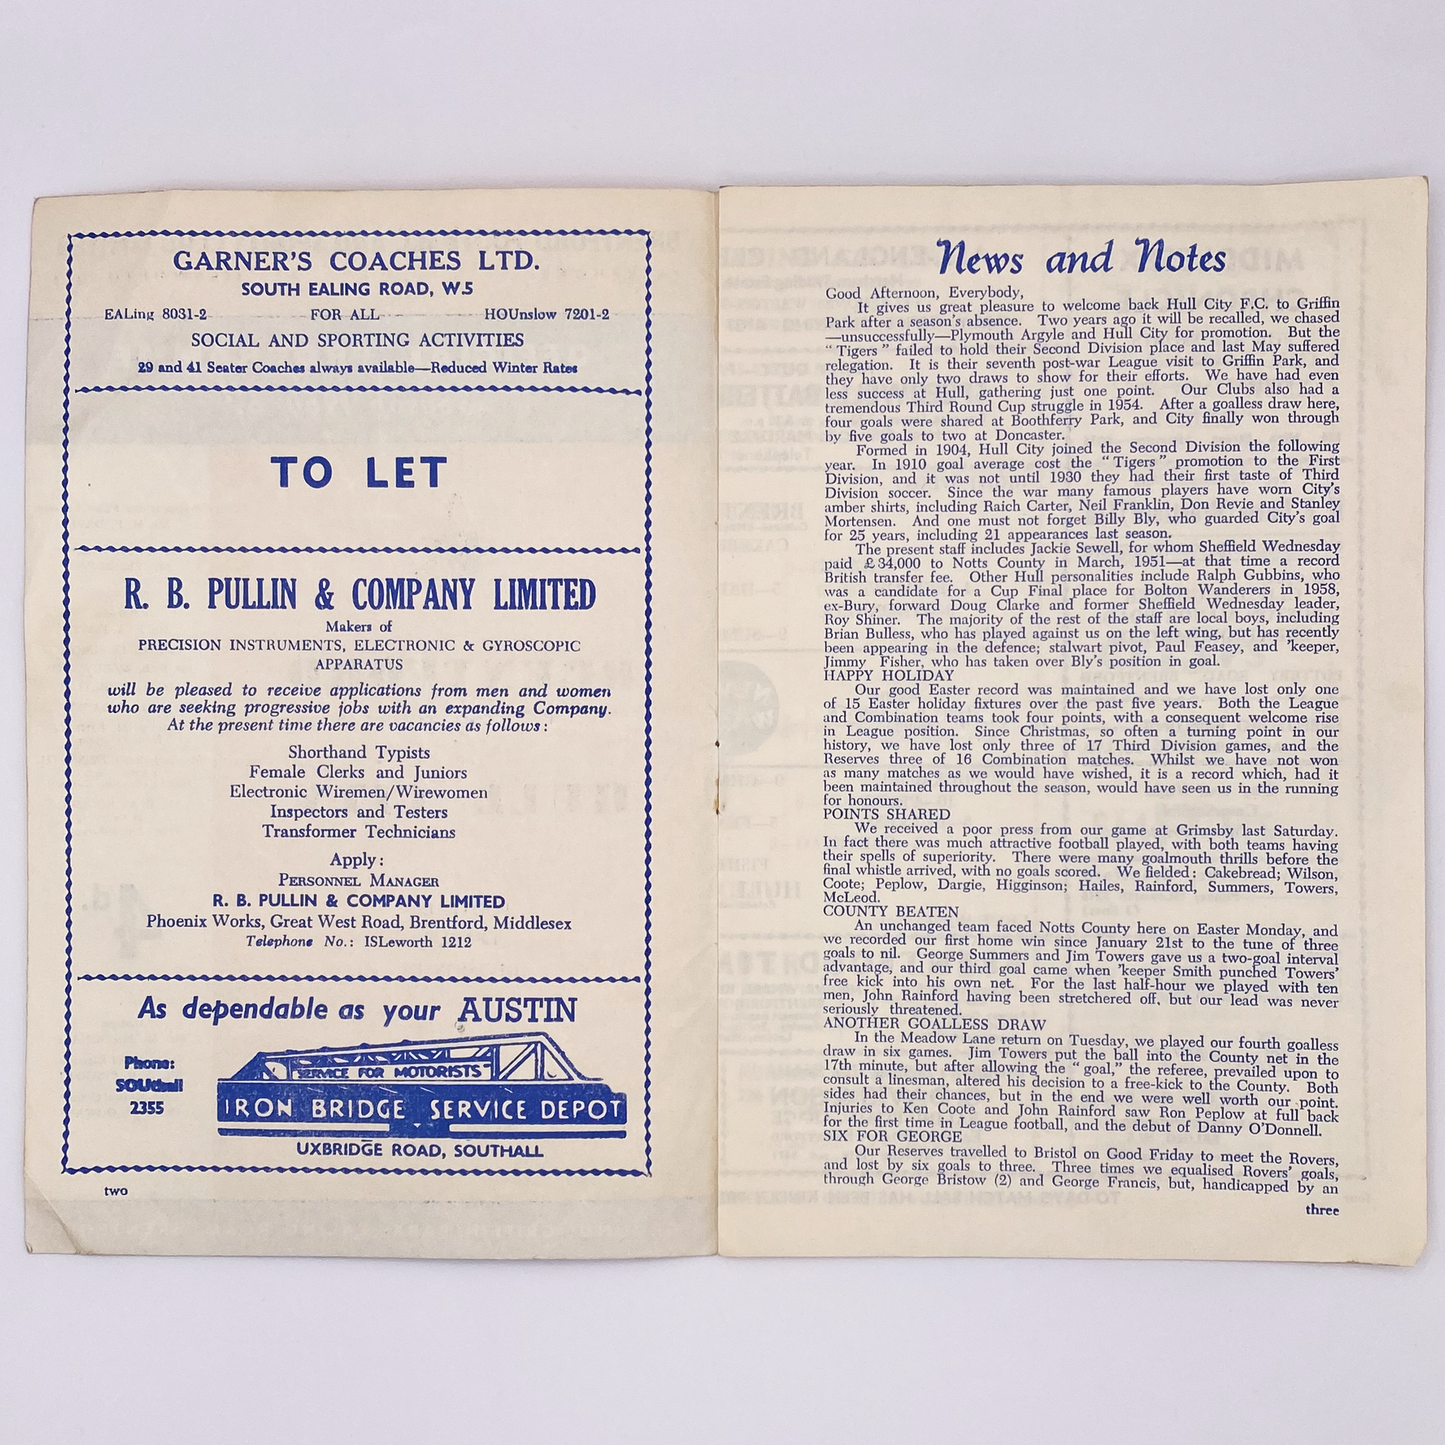 GARNER'S COACHES LTD.
SOUTH EALING ROAD, W.5
EALing 8031-2 FOR ALL HOUnslow 7201-2
SOCIAL AND SPORTING ACTIVITIES
29 and 41 Seater Coaches always available—Reduced Winter Rates
TO LET
R. B. PULLIN & COMPANY LIMITED
Makers of
PRECISION INSTRUMENTS, ELECTRONIC & GYROSCOPIC
APPARATUS
will be pleased to receive applications from men and women
who are seeking progressive jobs with an expanding Company.
At the present time there are vacancies as follows:
Shorthand Typists
Female Clerks and Juniors
Electronic Wiremen/Wirewomen
Inspectors and Testers
Transformer Technicians
Apply:
PERSONNEL MANAGER
R. B. PULLIN & COMPANY LIMITED
Phoenix Works, Great West Road, Brentford, Middlesex
Telephone No.: ISLeworth 1212
As dependable as your AUSTIN
Phone:
SOUthall
2355
SERVICE FOR MOTORISTS
IRON BRIDGE SERVICE DEPOT
UXBRIDGE ROAD, SOUTHALL
two
News and Notes
Good Afternoon, Everybody,
It gives us great pleasure to welcome back Hull City F.C. to Griffin
Park after a season's absence. Two years ago it will be recalled, we chased
—unsuccessfully—Plymouth Argyle and Hull City for promotion. But the
"Tigers" failed to hold their Second Division place and last May suffered
relegation. It is their seventh post-war League visit to Griffin Park, and
they have only two draws to show for their efforts. We have had even
less success at Hull, gathering just one point. Our Clubs also had a
tremendous Third Round Cup struggle in 1954. After a goalless draw here,
four goals were shared at Boothferry Park, and City finally won through
by five goals to two at Doncaster.
Formed in 1904, Hull City joined the Second Division the following
year. In 1910 goal average cost the "Tigers" promotion to the First
Division, and it was not until 1930 they had their first taste of Third
Division soccer. Since the war many famous players have worn City's
amber shirts, including Raich Carter, Neil Franklin, Don Revie and Stanley
Mortensen. And one must not forget Billy Bly, who guarded City's goal
for 25 years, including 21 appearances last season.
The present staff includes Jackie Sewell, for whom Sheffield Wednesday
paid £34,000 to Notts County in March, 1951—at that time a record
British transfer fee. Other Hull personalities include Ralph Gubbins, who
was a candidate for a Cup Final place for Bolton Wanderers in 1958,
ex-Bury, forward Doug Clarke and former Sheffield Wednesday leader,
Roy Shiner. The majority of the rest of the staff are local boys, including
Brian Bulless, who has played against us on the left wing, but has recently
been appearing in the defence; stalwart pivot, Paul Feasey, and 'keeper,
Jimmy Fisher, who has taken over Bly's position in goal.
HAPPY HOLIDAY
Our good Easter record was maintained and we have lost only one
of 15 Easter holiday fixtures over the past five years. Both the League
and Combination teams took four points, with a consequent welcome rise
in League position. Since Christmas, so often a turning point in our
history, we have lost only three of 17 Third Division games, and the
Reserves three of 16 Combination matches. Whilst we have not won
as many matches as we would have wished, it is a record which, had it
been maintained throughout the season, would have seen us in the running
for honours.
POINTS SHARED
We received a poor press from our game at Grimsby last Saturday.
In fact there was much attractive football played, with both teams having
their spells of superiority. There were many goalmouth thrills before the
final whistle arrived, with no goals scored. We fielded: Cakebread; Wilson,
Coote; Peplow, Dargie, Higginson; Hailes, Rainford, Summers, Towers,
McLeod.
COUNTY BEATEN
An unchanged team faced Notts County here on Easter Monday, and
we recorded our first home win since January 21st to the tune of three
goals to nil. George Summers and Jim Towers gave us a two-goal interval
advantage, and our third goal came when 'keeper Smith punched Towers'
free kick into his own net. For the last half-hour we played with ten
men, John Rainford having been stretchered off, but our lead was never
seriously threatened.
ANOTHER GOALLESS DRAW
In the Meadow Lane return on Tuesday, we played our fourth goalless
draw in six games. Jim Towers put the ball into the County net in the
17th minute, but after allowing the "goal," the referee, prevailed upon to
consult a linesman, altered his decision to a free-kick to the County. Both
sides had their chances, but in the end we were well worth our point.
Injuries to Ken Coote and John Rainford saw Ron Peplow at full back
for the first time in League football, and the debut of Danny O'Donnell.
SIX FOR GEORGE
Our Reserves travelled to Bristol on Good Friday to meet the Rovers,
and lost by six goals to three. Three times we equalised Rovers' goals,
through George Bristow (2) and George Francis, but, handicapped by an
three